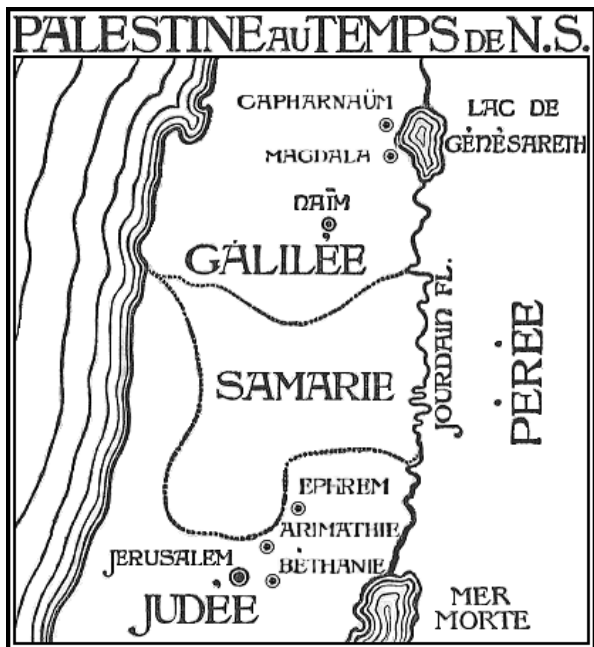 PALESTINE AU TEMPS DE N.S.
CAPHARNAÜM
LAC DE
GÉNÉSARETH
MAGDALA
NAÏM
GALILÉE
JOURDAIN FL.
PÉRÉE
SAMARIE
EPHREM
ARIMATHIE
JERUSALEM
BÉTHANIE
JUDÉE
MER
MORTE